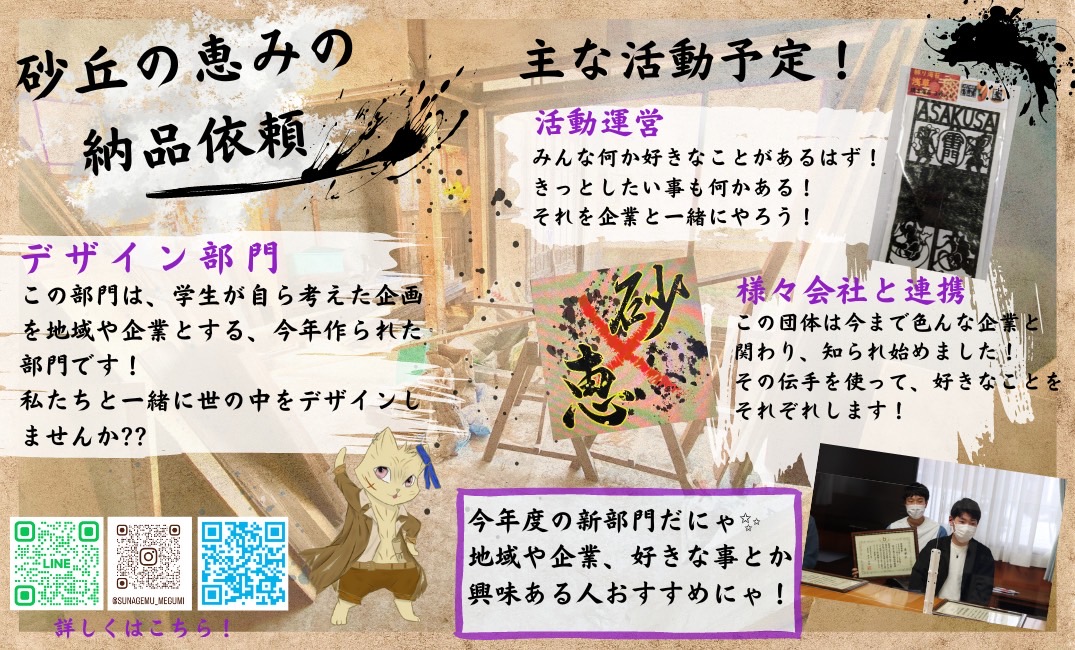 砂丘の恵みの
納品依頼
デザイン部門
この部門は、学生が自ら考えた企画
を地域や企業とする、今年作られた
部門です！
私たちと一緒に世の中をデザインし
ませんか??
LINE
@SUNAGEMU_MEGUMI
詳しくはこちら！
主な活動予定！
活動運営
みんな何か好きなことがあるはず！
きっとしたい事も何かある！
それを企業と一緒にやろう！
ASAKUSA
砂
恵
様々会社と連携
この団体は今まで色んな企業と
関わり、知られ始めました！
その伝手を使って、好きなことを
それぞれします！
今年度の新部門だにゃ✨
地域や企業、好きな事とか
興味ある人おすすめにゃ！